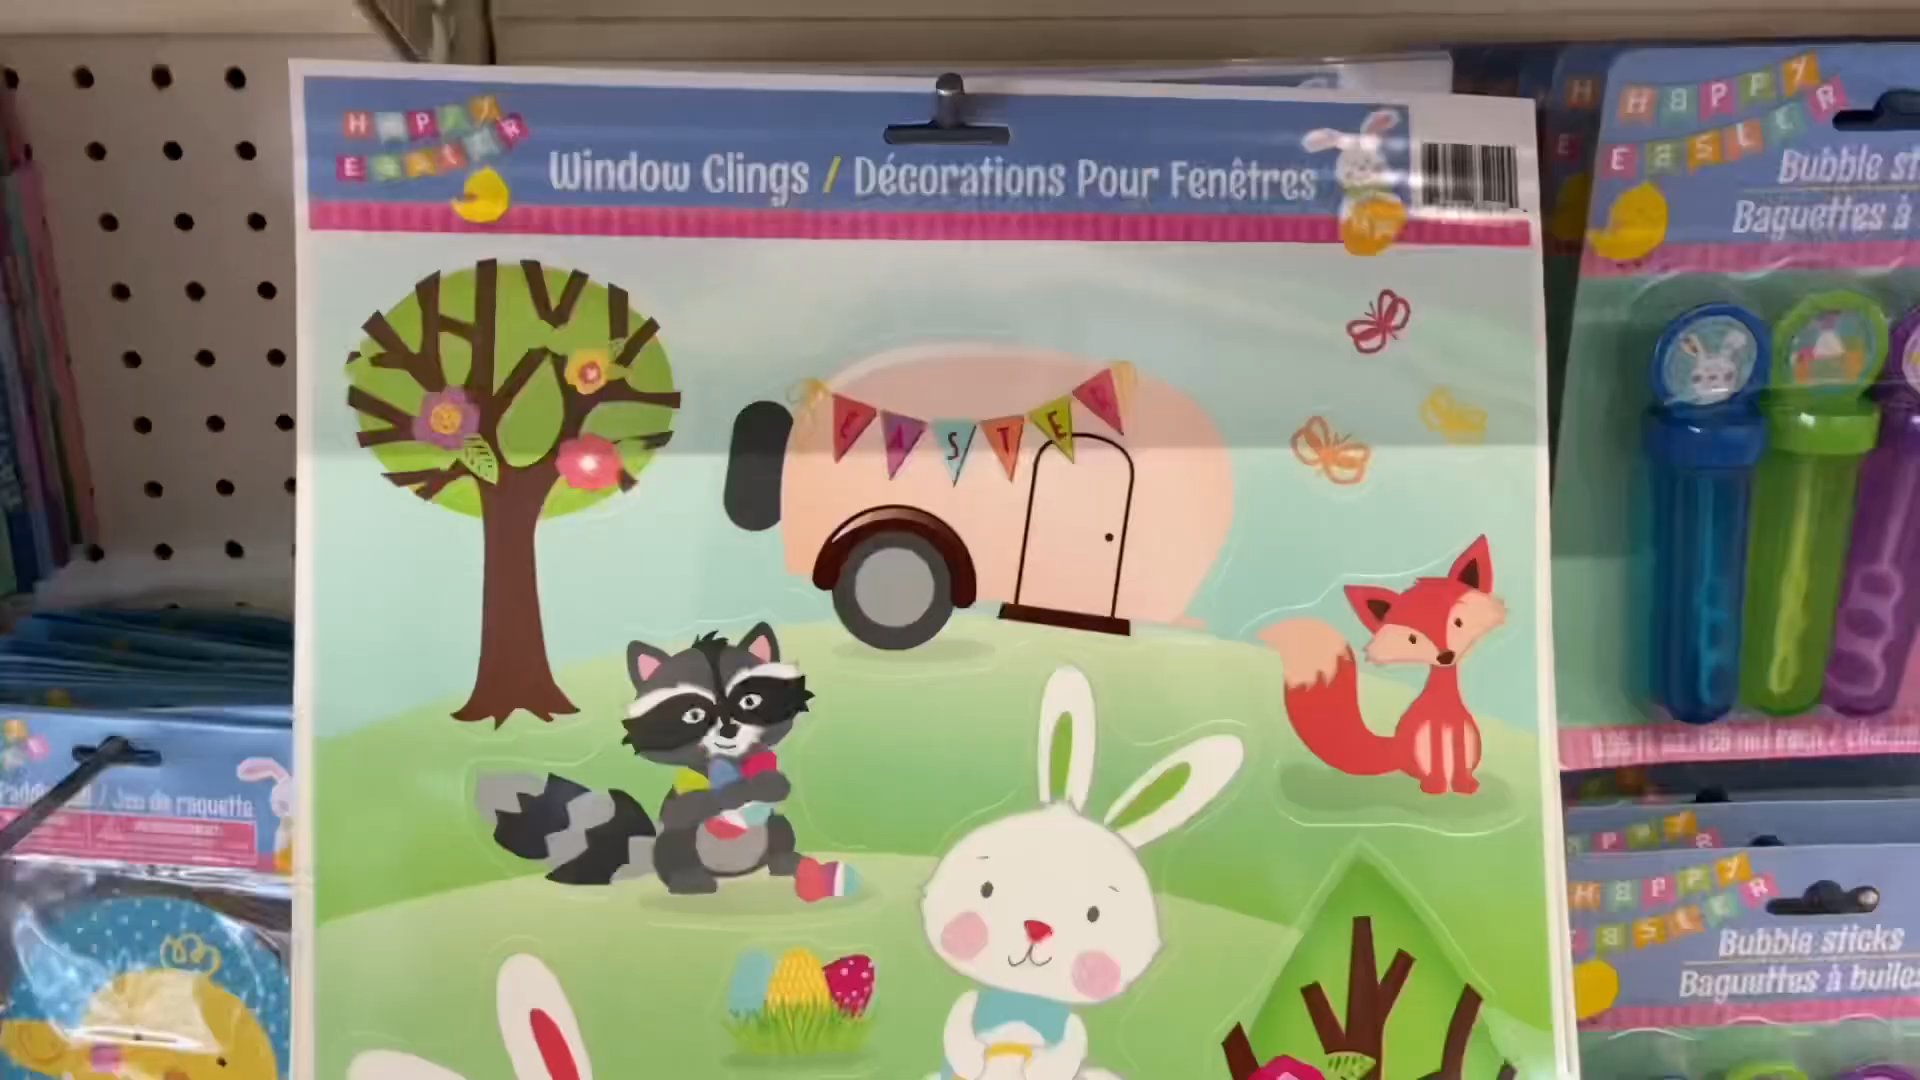 HAPPY
EASTER
Window Clings / Décorations Pour Fenêtres
EASTER
HAPPY
EASTER
Bubble
Baguettes à
Jeu de raquette
HAPPY
HAPPY
EASTER
Bubble sticks
Baguettes à bulles